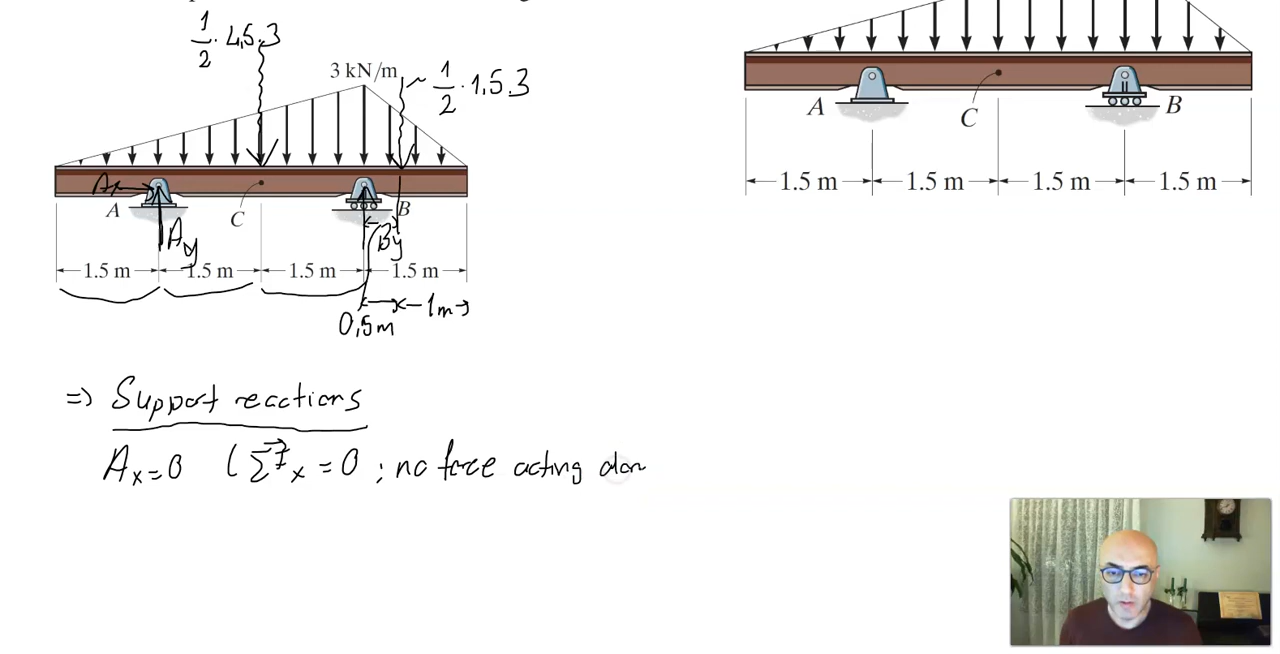 1/2 · 4,5·3
3 kN/m
1/2 · 1,5·3
Ax
A
C
B
Ay
By
1.5 m 1.5 m 1.5 m 1.5 m
1m
0,5m
A
C
B
1.5 m 1.5 m 1.5 m 1.5 m
=) Support reactions
Ax=0 (ΣFx = 0 ; no force acting alon